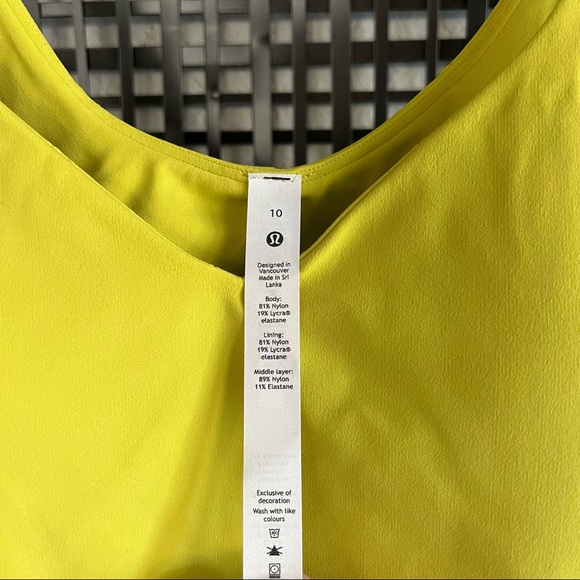 10
Designed in
Vancouver
Made in Sri
Lanka
Body:
81% Nylon
19% Lycra®
elastane
Lining:
81% Nylon
19% Lycra®
elastane
Middle layer:
89% Nylon
11% Elastane
Exclusive of
decoration
Wash with like
colours